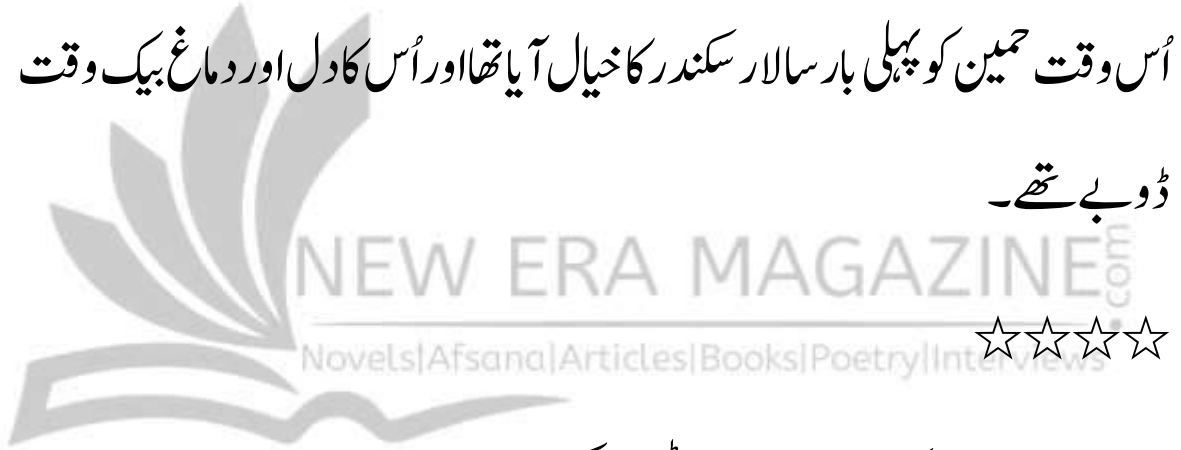 اُس وقت حمین کو پہلی بار سالار سکندر کا خیال آیا تھا اور اُس کا دل اور دماغ بیک وقت
ڈوبے تھے۔
NEW ERA MAGAZINE.com
☆☆☆☆
Novels|Afsana|Articles|Books|Poetry|Interviews